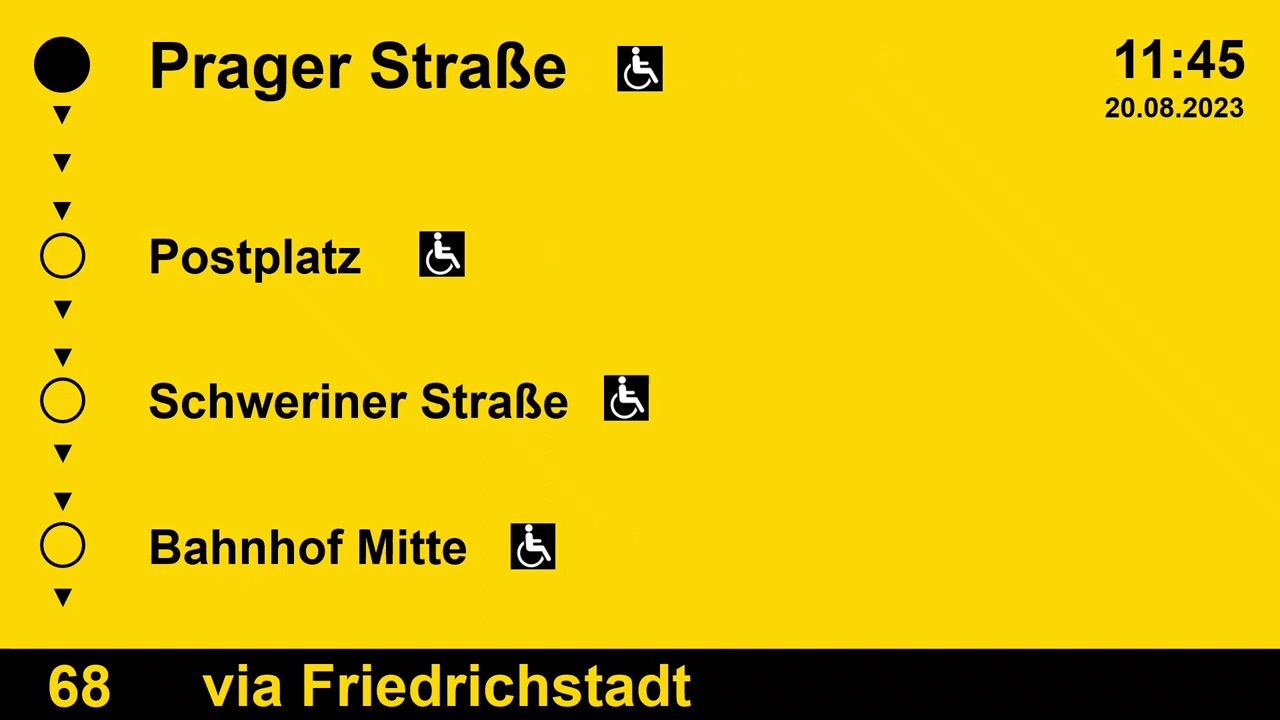 Prager Straße
11:45
20.08.2023
Postplatz
Schweriner Straße
Bahnhof Mitte
68 via Friedrichstadt